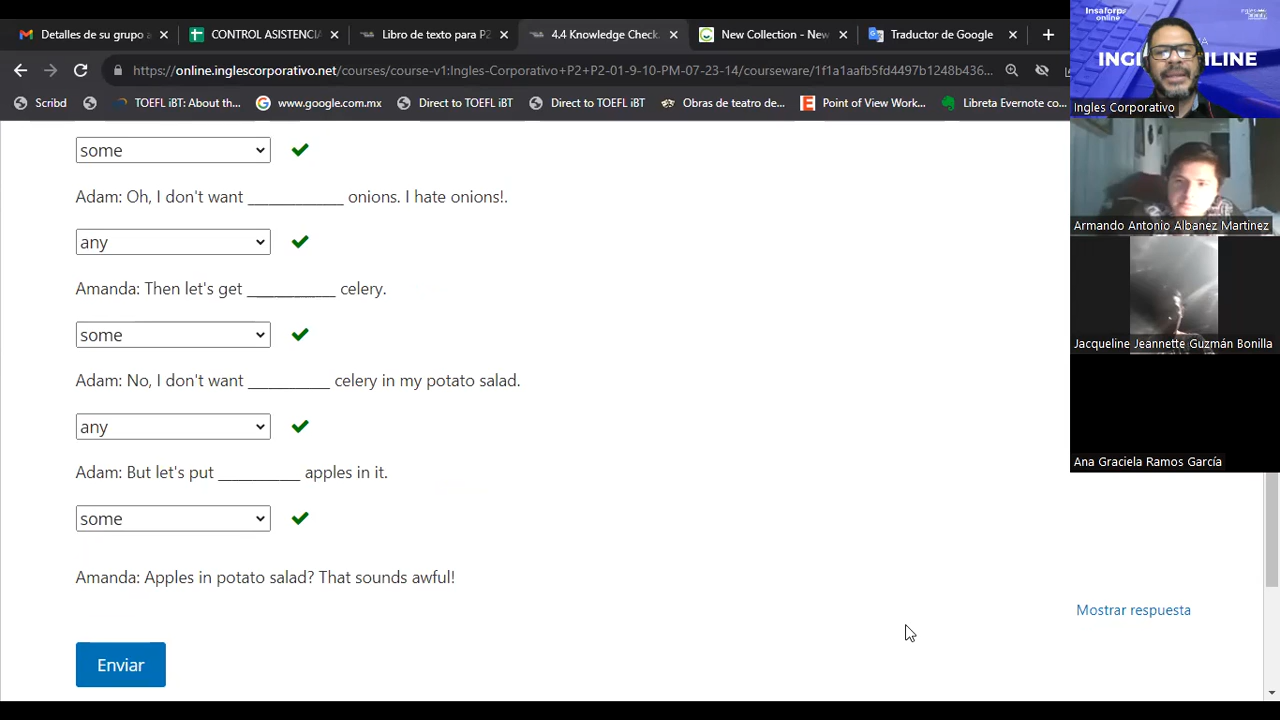 Detalles de su grupo a
CONTROL ASISTENCIA
Libro de texto para P2
4.4 Knowledge Check.
New Collection - New
Traductor de Google
https://online.inglescorporativo.net/courses/course-v1:Ingles-Corporativo+P2+P2-01-9-10-PM-07-23-14/courseware/11a1aafb5fd4497b1248b436...
Scribd
TOEFL iBT: About th...
www.google.com.mx
Direct to TOEFL iBT
Direct to TOEFL iBT
Obras de teatro de...
Point of View Work...
Libreta Evernote co...
some
Adam: Oh, I don't want _____________ onions. I hate onions!.
any
Amanda: Then let's get ____________ celery.
some
Adam: No, I don't want ___________ celery in my potato salad.
any
Adam: But let's put ___________ apples in it.
some
Amanda: Apples in potato salad? That sounds awful!
Mostrar respuesta
Enviar
Insaforp
online
Ingles Corporativo
Armando Antonio Albanez Martinez
Jacqueline Jeannette Guzmán Bonilla
Ana Graciela Ramos García